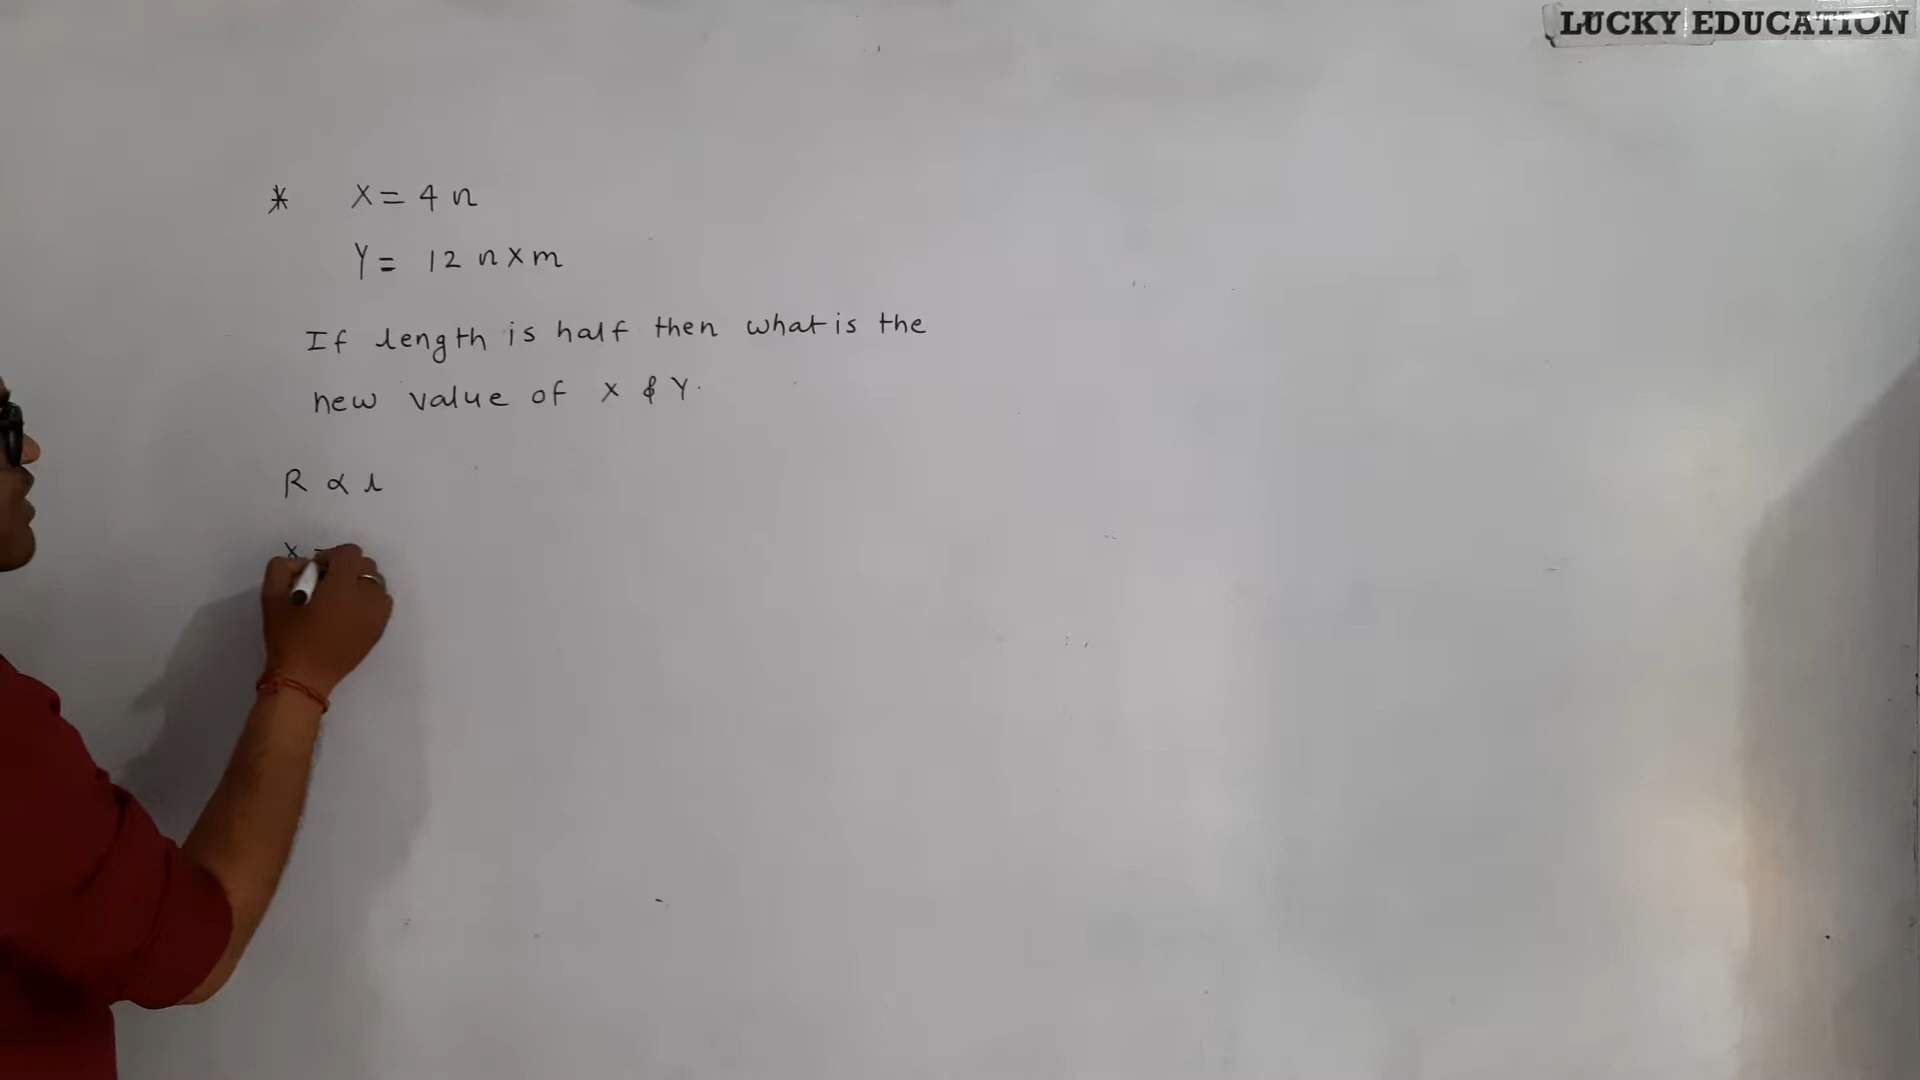 LUCKY EDUCATION
* X = 4 n
Y = 12 n x m
If length is half then what is the
new value of X & Y.
R ∝ l
X =